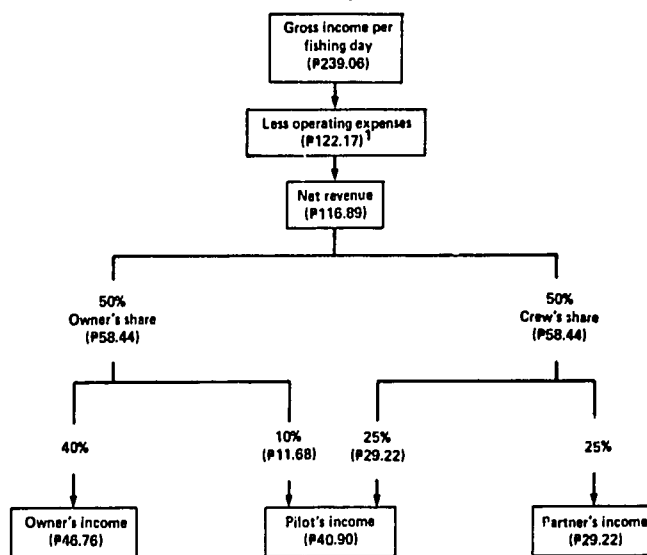 Gross income per
fishing day
(₱239.06)
Less operating expenses
(₱122.17)1
Net revenue
(₱116.89)
50%
Owner's share
(₱58.44)
50%
Crew's share
(₱58.44)
40%
10%
(₱11.68)
25%
(₱29.22)
25%
Owner's income
(₱46.76)
Pilot's income
(₱40.90)
Partner's income
(₱29.22)